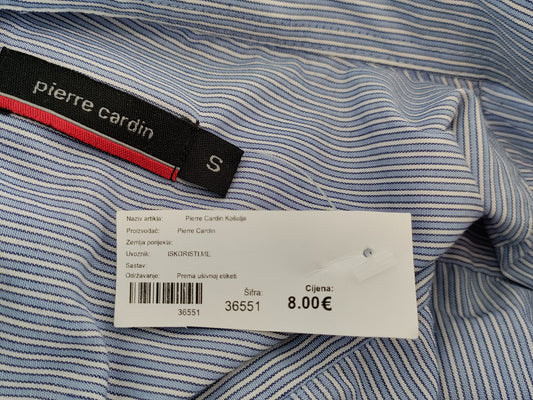 pierre cardin
S
Naziv artikla: Pierre Cardin Košulja
Proizvođač: Pierre Cardin
Zemlja porijekla:
Uvoznik: ISKORISTI.ME
Sastav:
Održavanje: Prema ušivnoj etiketi
36551
Šifra:
36551
Cijena:
8.00€